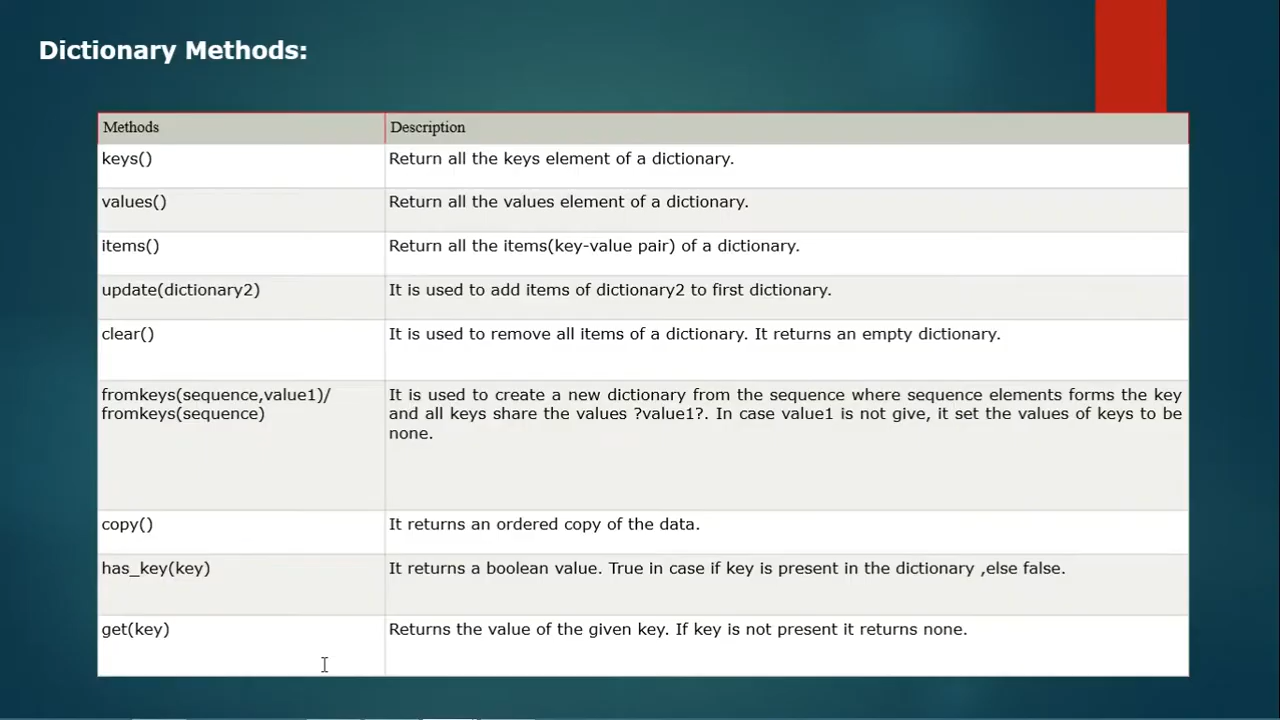 Dictionary Methods:
Methods Description
keys() Return all the keys element of a dictionary.
values() Return all the values element of a dictionary.
items() Return all the items(key-value pair) of a dictionary.
update(dictionary2) It is used to add items of dictionary2 to first dictionary.
clear() It is used to remove all items of a dictionary. It returns an empty dictionary.
fromkeys(sequence,value1)/ It is used to create a new dictionary from the sequence where sequence elements forms the key
fromkeys(sequence) and all keys share the values ?value1?. In case value1 is not give, it set the values of keys to be
none.
copy() It returns an ordered copy of the data.
has_key(key) It returns a boolean value. True in case if key is present in the dictionary ,else false.
get(key) Returns the value of the given key. If key is not present it returns none.